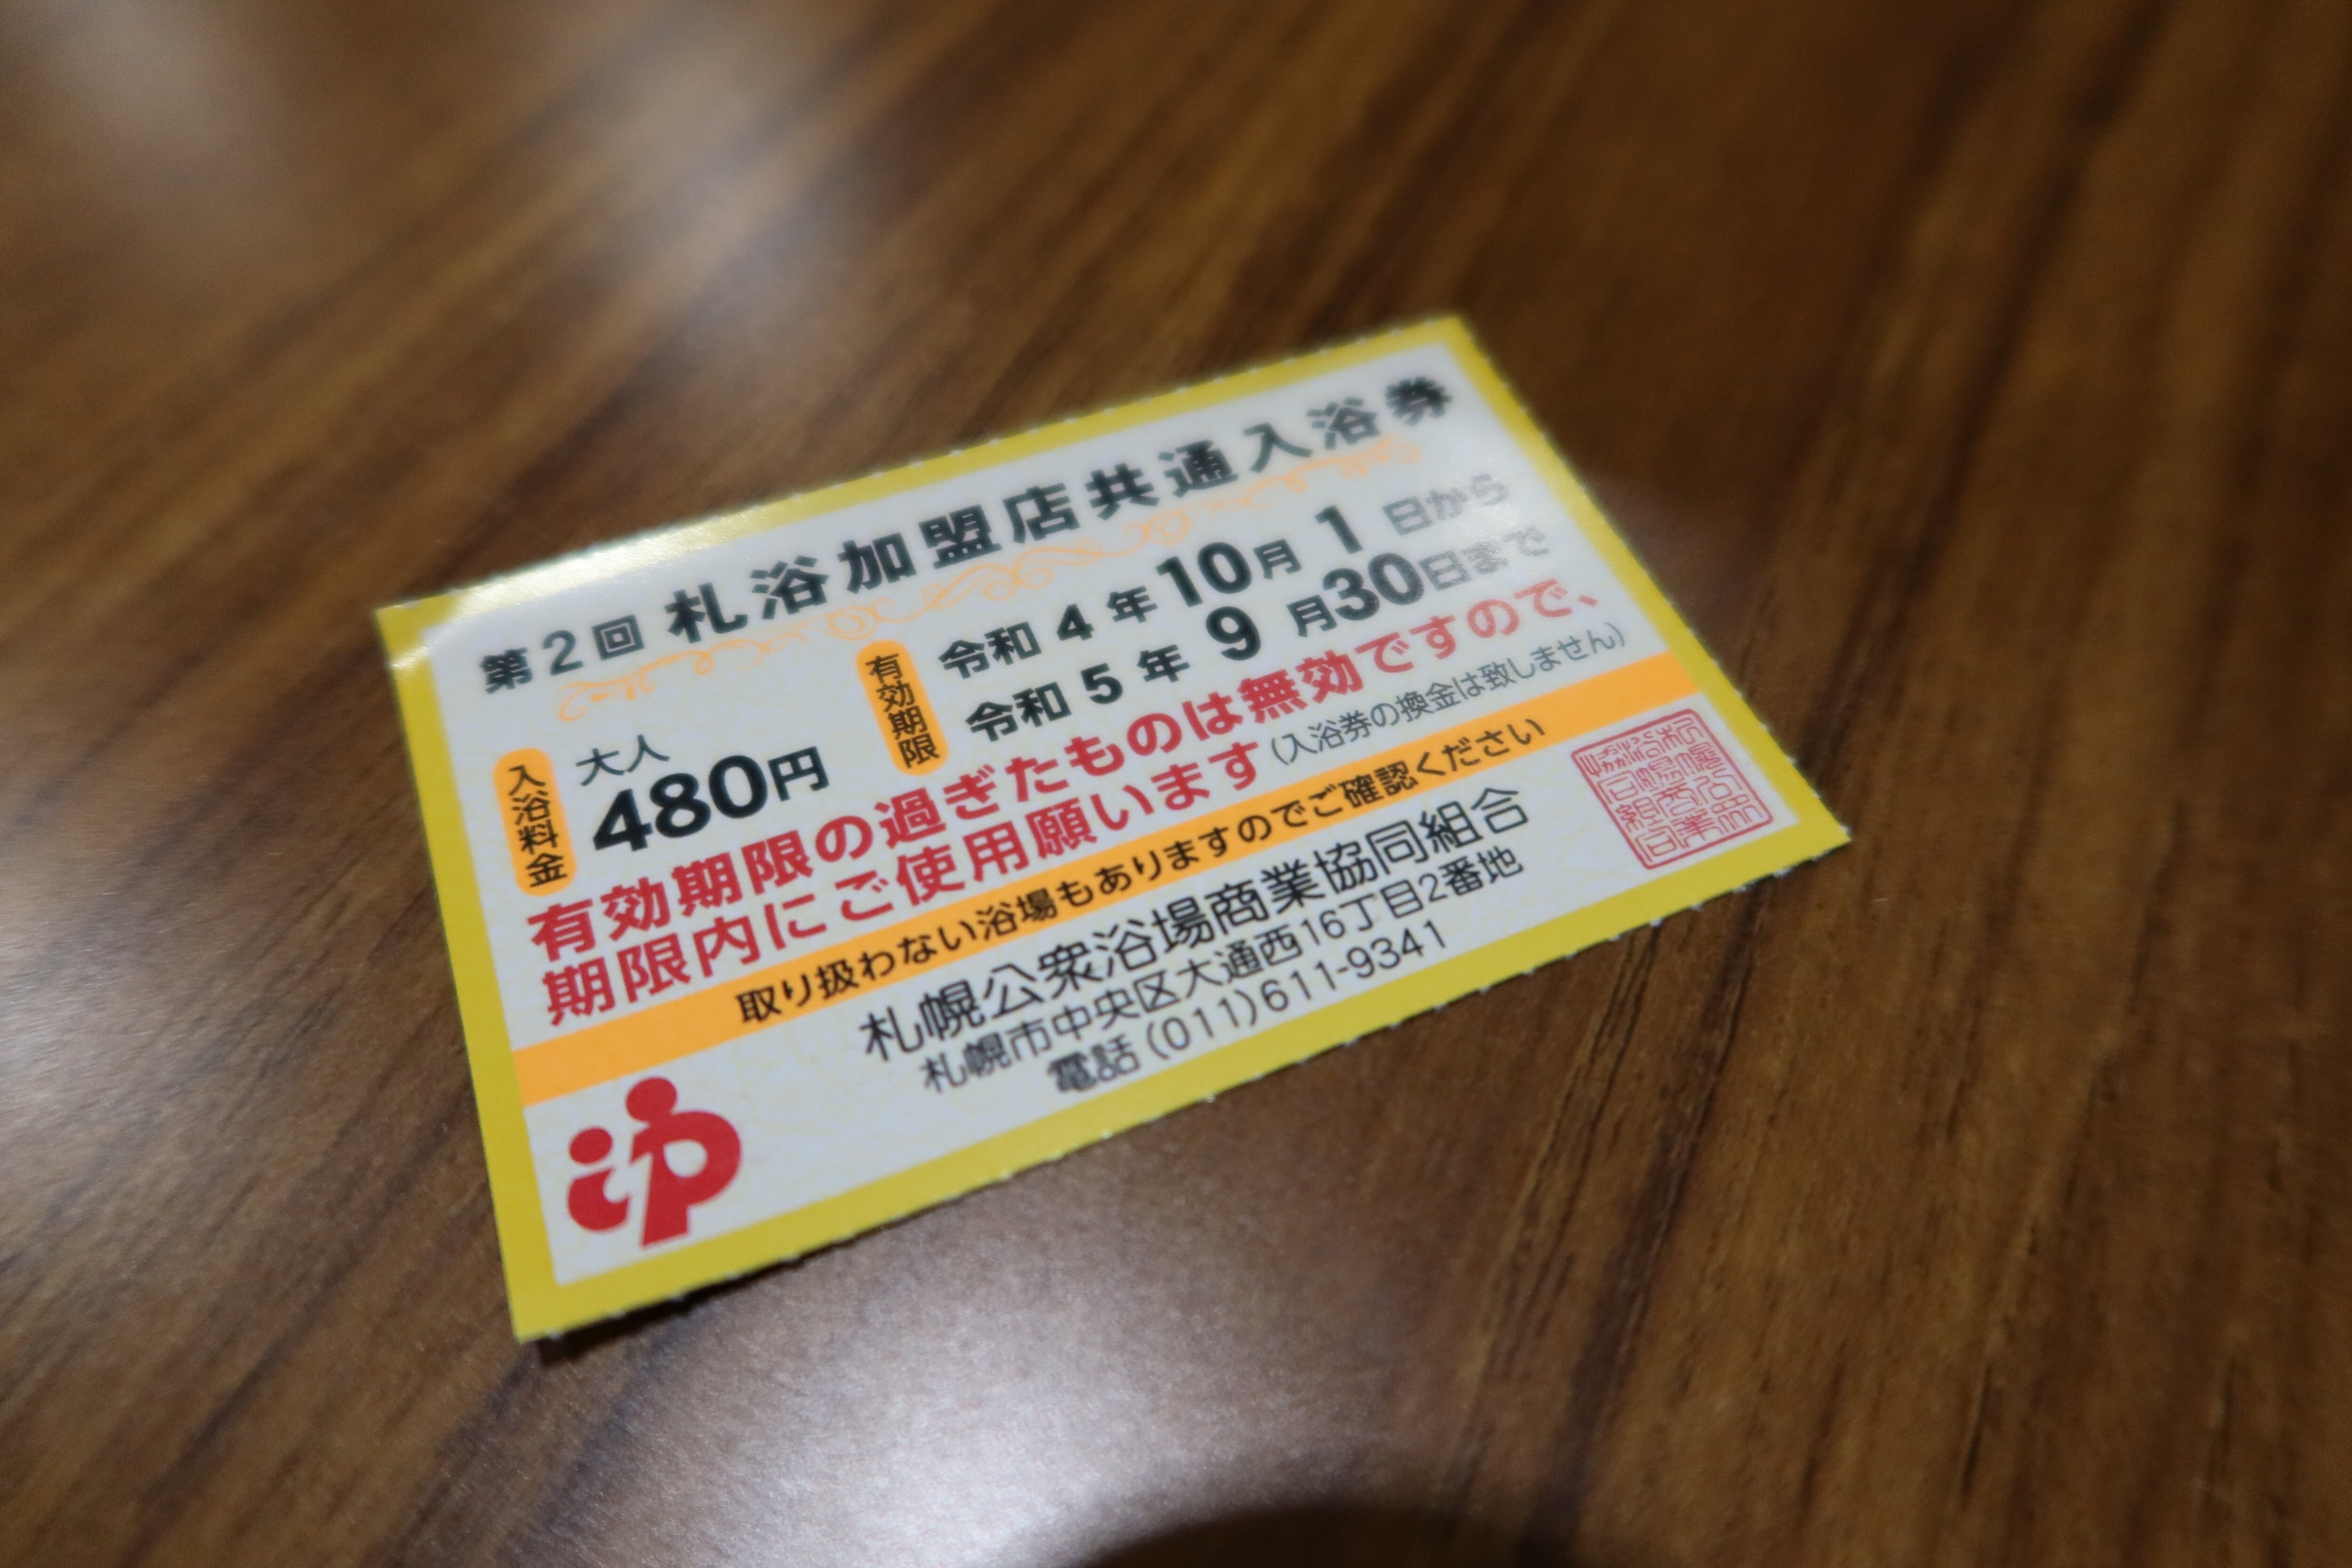 第2回 札浴加盟店共通入浴券
入浴料金
大人
480円
有効期限
令和 4 年 10月 1 日から
令和 5 年 9 月30日まで
有効期限の過ぎたものは無効ですので、
期限内にご使用願います(入浴券の換金は致しません)
取り扱わない浴場もありますのでご確認ください
札幌公衆浴場商業協同組合
札幌市中央区大通西16丁目2番地
電話 (011)611-9341